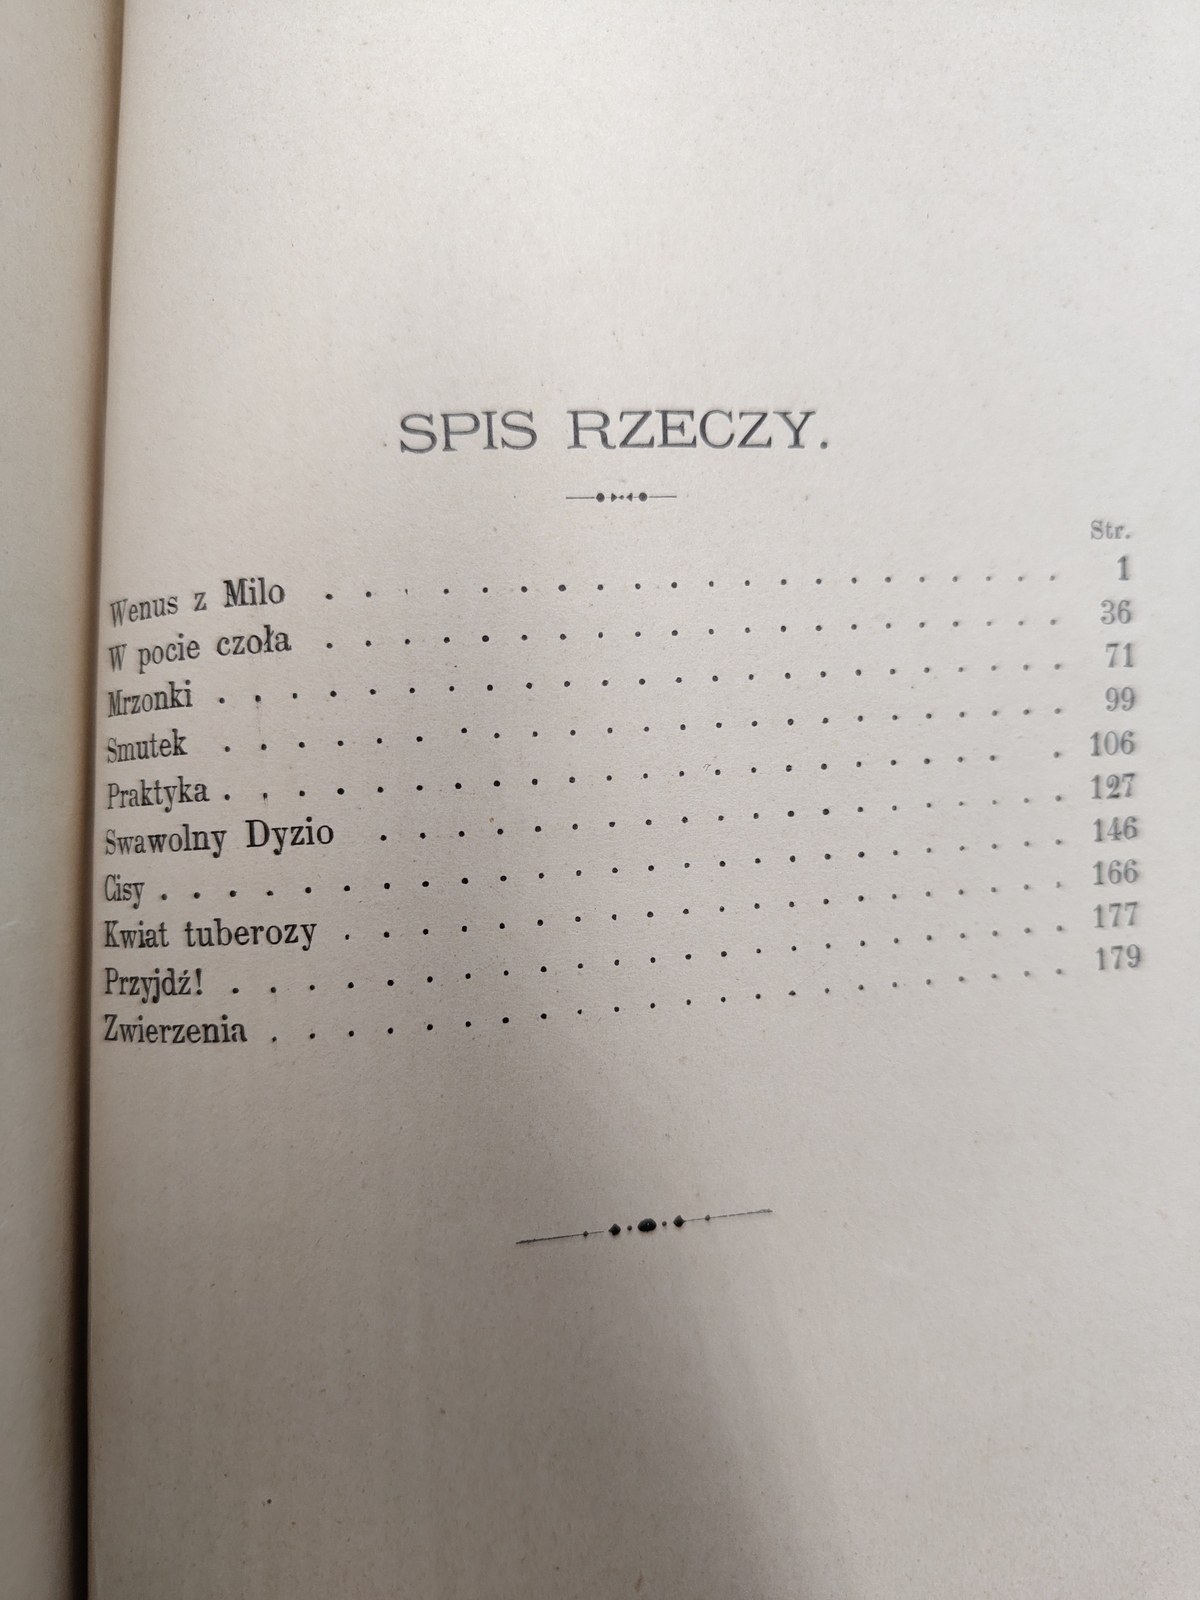 SPIS RZECZY.
Str.
Wenus z Milo . . . . . . . . . . . . . . . . . . . . 1
W pocie czoła . . . . . . . . . . . . . . . . . . . . 36
Mrzonki . . . . . . . . . . . . . . . . . . . . . . . 71
Smutek . . . . . . . . . . . . . . . . . . . . . . . 99
Praktyka . . . . . . . . . . . . . . . . . . . . . . 106
Swawolny Dyzio . . . . . . . . . . . . . . . . . . 127
Cisy . . . . . . . . . . . . . . . . . . . . . . . . 146
Kwiat tuberozy . . . . . . . . . . . . . . . . . . . 166
Przyjdź! . . . . . . . . . . . . . . . . . . . . . . 177
Zwierzenia . . . . . . . . . . . . . . . . . . . . . 179